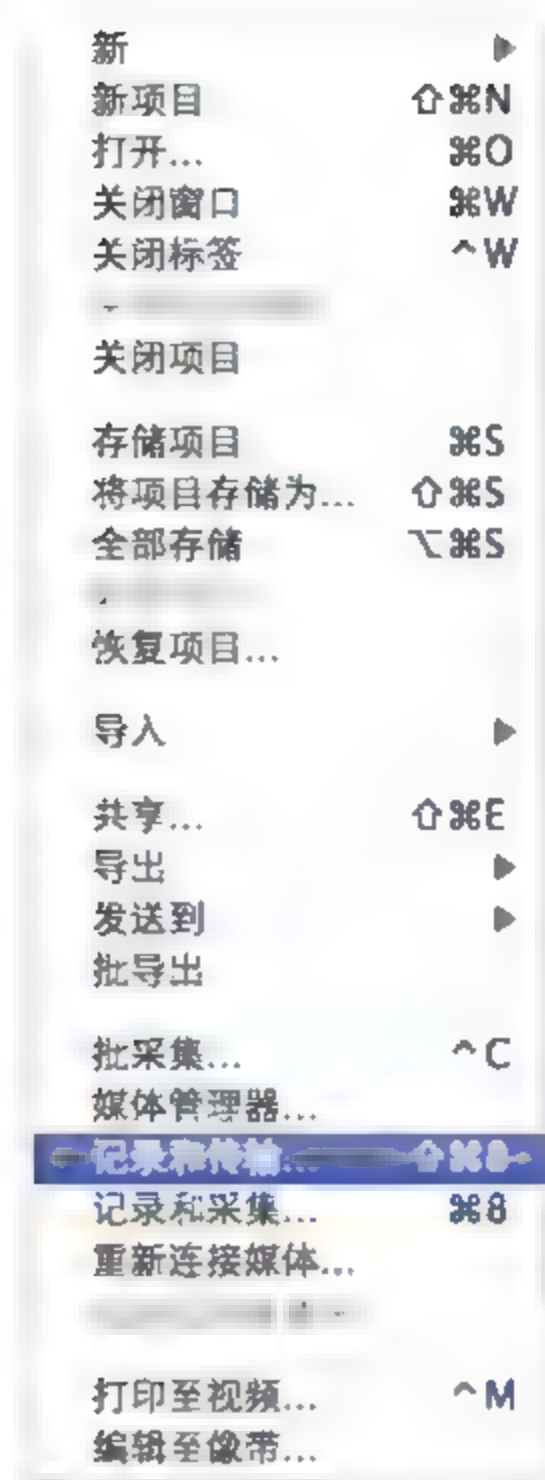 新 ▶
新项目 ⇧⌘N
打开... ⌘O
关闭窗口 ⌘W
关闭标签 ^W
关闭项目
存储项目 ⌘S
将项目存储为... ⇧⌘S
全部存储 ⌥⌘S
恢复项目...
导入 ▶
共享... ⇧⌘E
导出 ▶
发送到 ▶
批导出
批采集... ^C
媒体管理器...
记录和传输... ⇧⌘8
记录和采集... ⌘8
重新连接媒体...
打印至视频... ^M
编辑至像带...